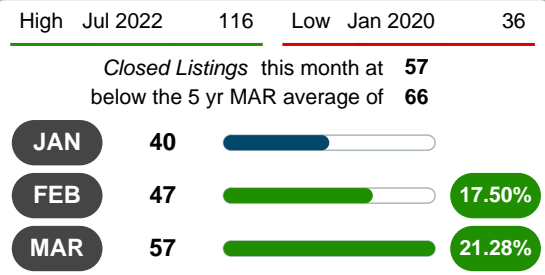 High Jul 2022 116 Low Jan 2020 36
Closed Listings this month at 57
below the 5 yr MAR average of 66
JAN 40
FEB 47 17.50%
MAR 57 21.28%